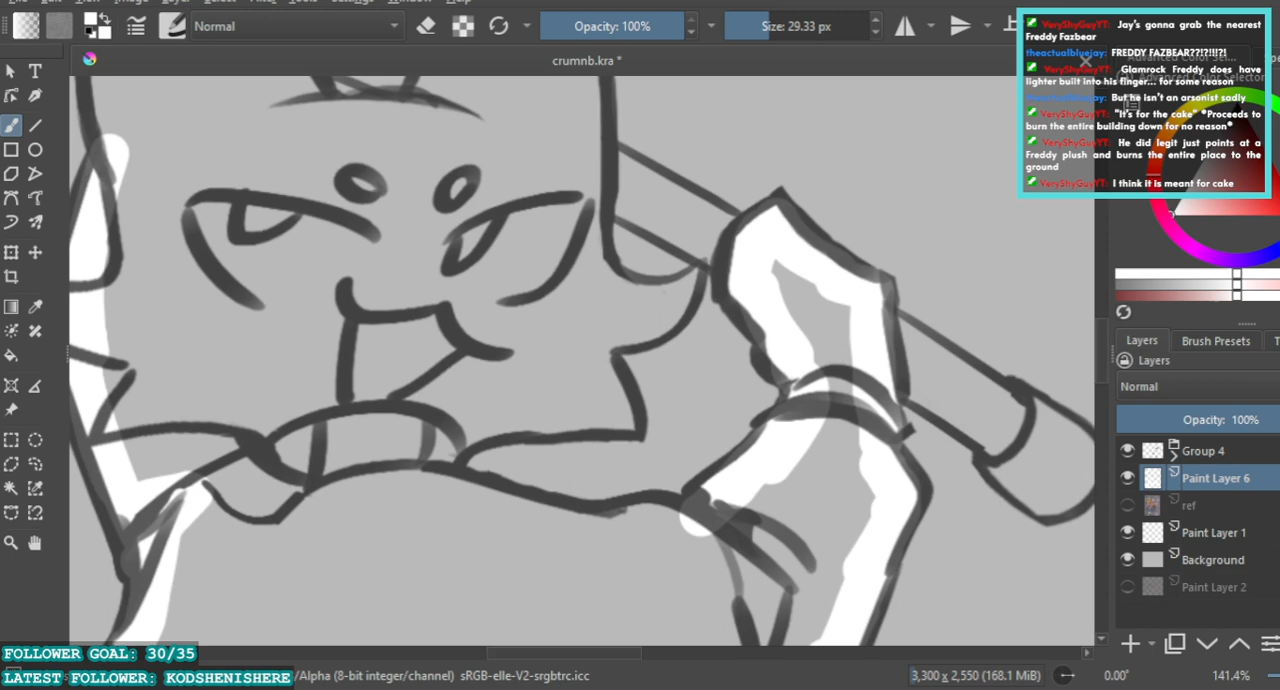 Normal
Opacity: 100%
Size: 29.33 px
crumnb.kra *
VeryShyGuyYT: Jay's gonna grab the nearest
Freddy Fazbear
theactualbluejay: FREDDY FAZBEAR??!?!!!?!
VeryShyGuyYT: Glamrock Freddy does have
lighter built into his finger... for some reason
theactualbluejay: But he isn't an arsonist sadly
VeryShyGuyYT: "It's for the cake" *Proceeds to
burn the entire building down for no reason*
VeryShyGuyYT: He did legit just points at a
Freddy plush and burns the entire place to the
ground
VeryShyGuyYT: I think it is meant for cake
Layers
Brush Presets
T
Layers
Normal
Opacity: 100%
Group 4
Paint Layer 6
ref
Paint Layer 1
Background
Paint Layer 2
FOLLOWER GOAL: 30/35
LATEST FOLLOWER: KODSHENISHERE
/Alpha (8-bit integer/channel) sRGB-elle-V2-srgbtrc.icc
3,300 x 2,550 (168.1 MiB)
0.00°
141.4%